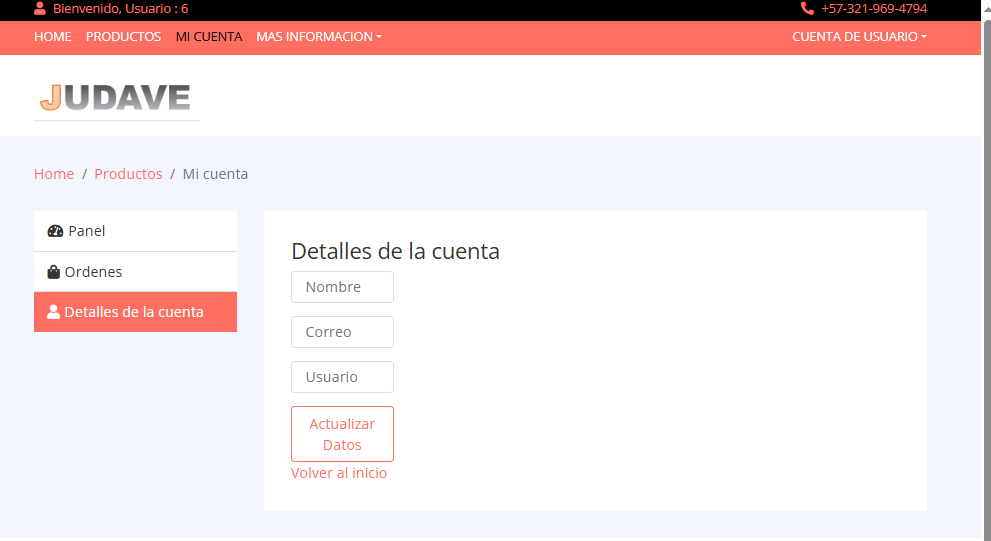 Bienvenido, Usuario : 6
+57-321-969-4794
HOME PRODUCTOS MI CUENTA MAS INFORMACION
CUENTA DE USUARIO
JUDAVE
Home / Productos / Mi cuenta
Panel
Ordenes
Detalles de la cuenta
Detalles de la cuenta
Nombre
Correo
Usuario
Actualizar
Datos
Volver al inicio